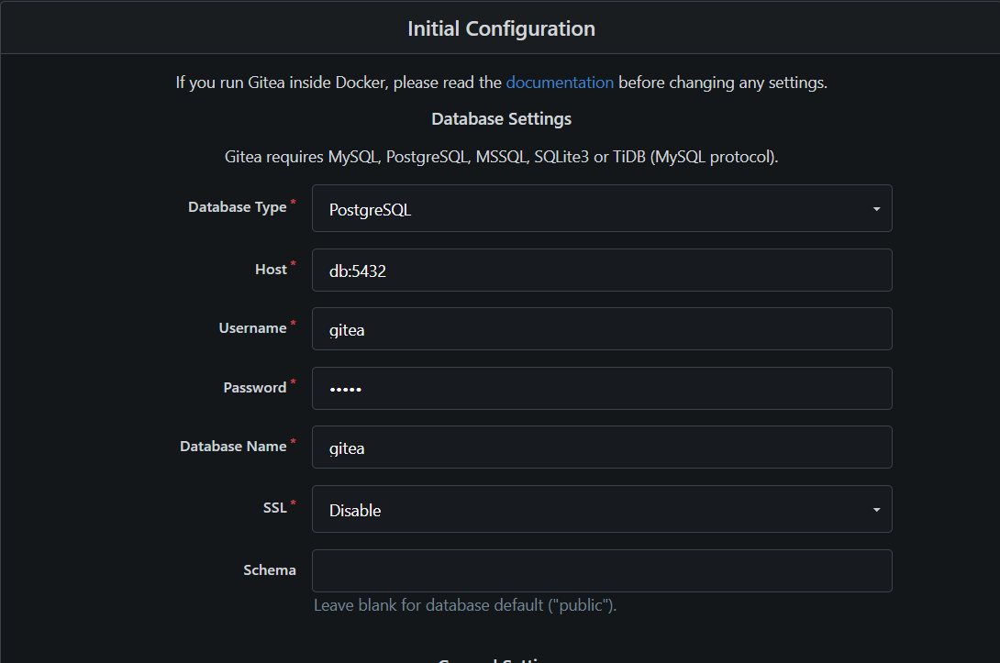 Initial Configuration
If you run Gitea inside Docker, please read the documentation before changing any settings.
Database Settings
Gitea requires MySQL, PostgreSQL, MSSQL, SQLite3 or TiDB (MySQL protocol).
Database Type *
PostgreSQL
Host *
db:5432
Username *
gitea
Password *
•••••
Database Name *
gitea
SSL *
Disable
Schema
Leave blank for database default ("public").